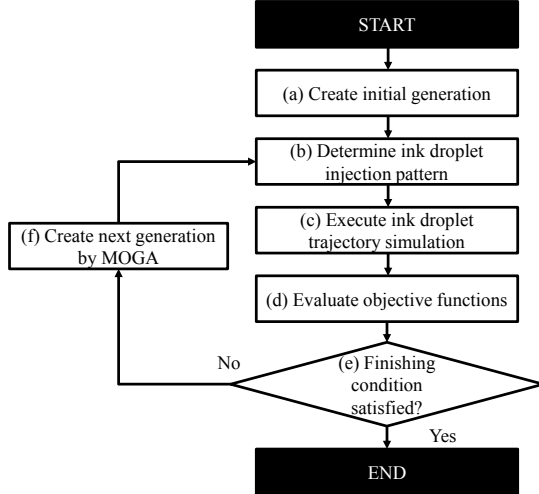 START
(a) Create initial generation
(b) Determine ink droplet
injection pattern
(c) Execute ink droplet
trajectory simulation
(f) Create next generation
by MOGA
(d) Evaluate objective functions
No
(e) Finishing
condition
satisfied?
Yes
END